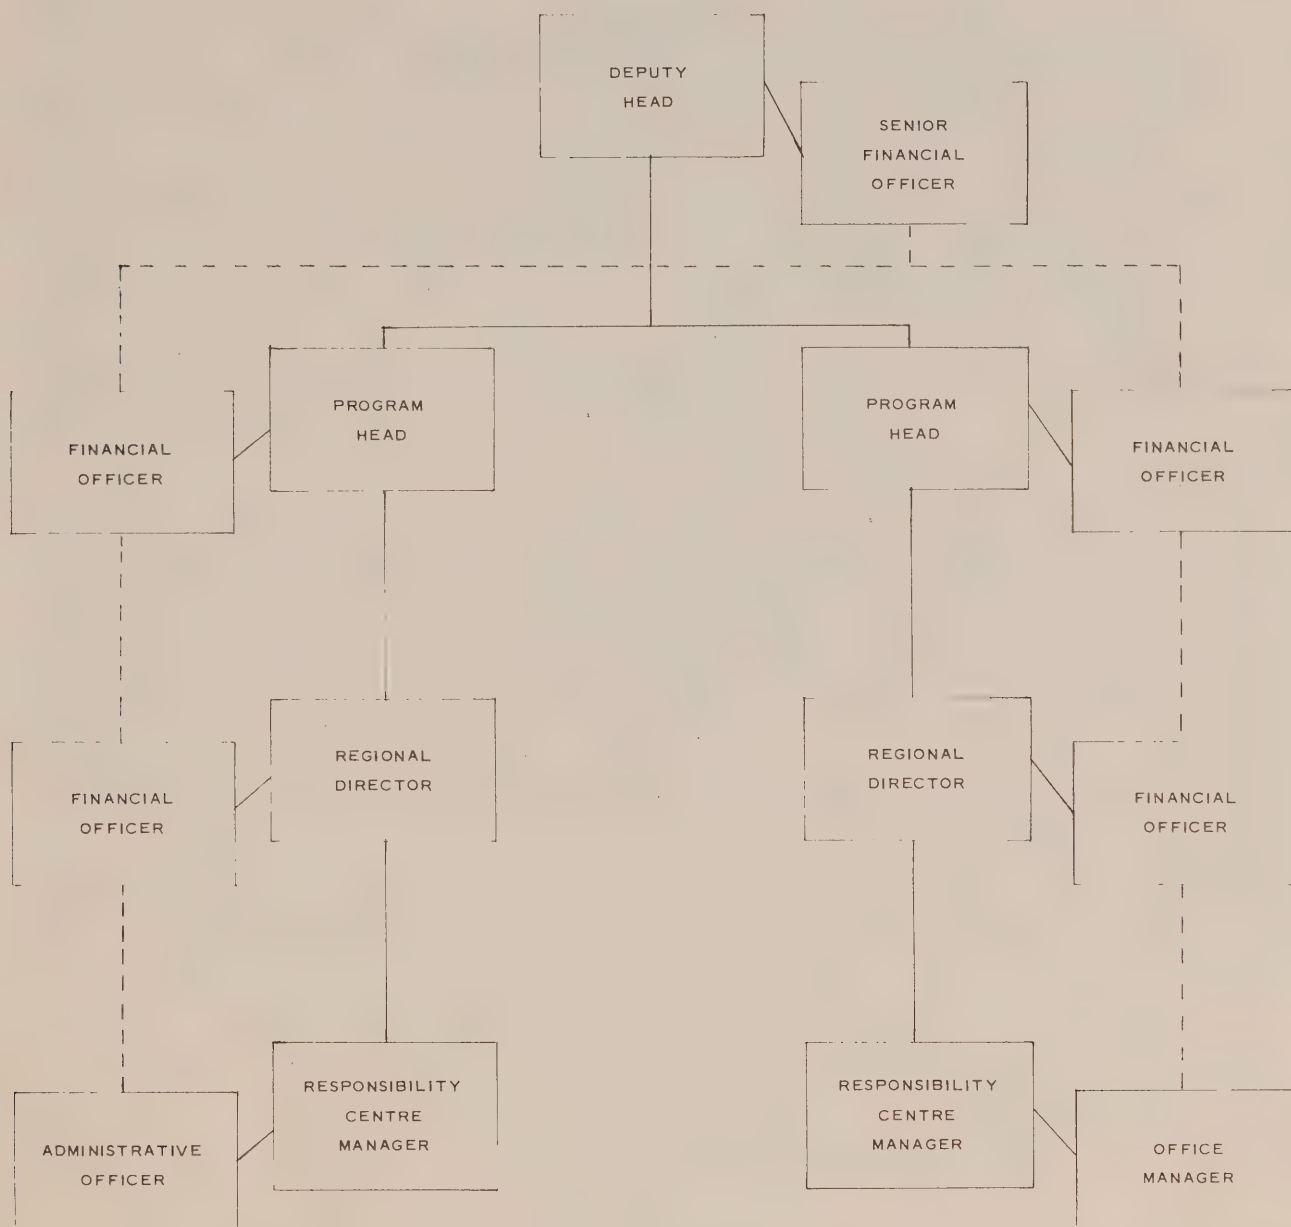 DEPUTY
HEAD
SENIOR
FINANCIAL
OFFICER
FINANCIAL
OFFICER
PROGRAM
HEAD
PROGRAM
HEAD
FINANCIAL
OFFICER
FINANCIAL
OFFICER
REGIONAL
DIRECTOR
REGIONAL
DIRECTOR
FINANCIAL
OFFICER
ADMINISTRATIVE
OFFICER
RESPONSIBILITY
CENTRE
MANAGER
RESPONSIBILITY
CENTRE
MANAGER
OFFICE
MANAGER